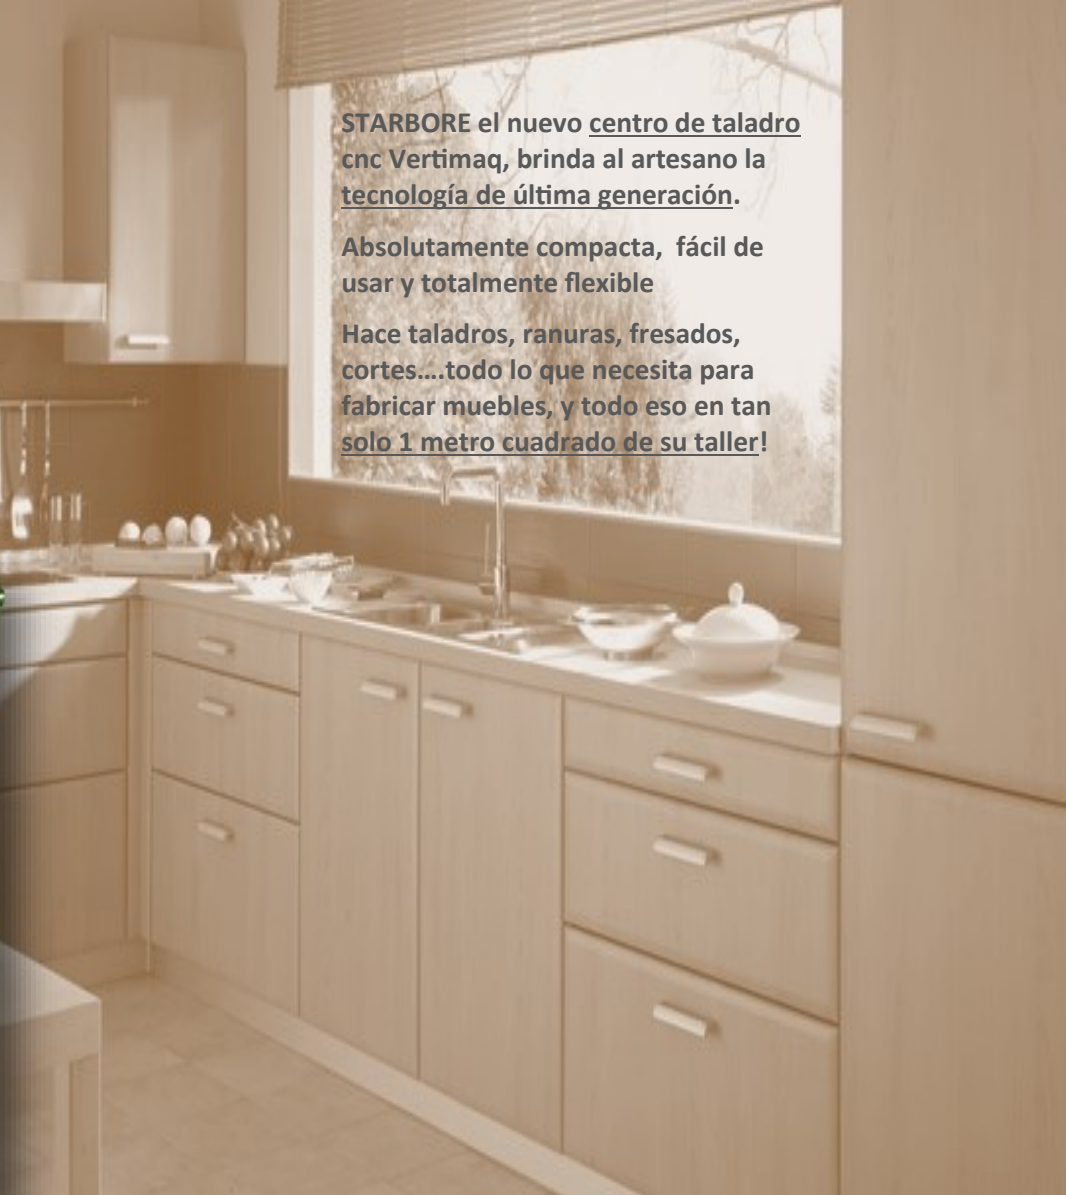 STARBORE el nuevo centro de taladro
cnc Vertimaq, brinda al artesano la
tecnología de última generación.
Absolutamente compacta,  fácil de
usar y totalmente flexible
Hace taladros, ranuras, fresados,
cortes....todo lo que necesita para
fabricar muebles, y todo eso en tan
solo 1 metro cuadrado de su taller!